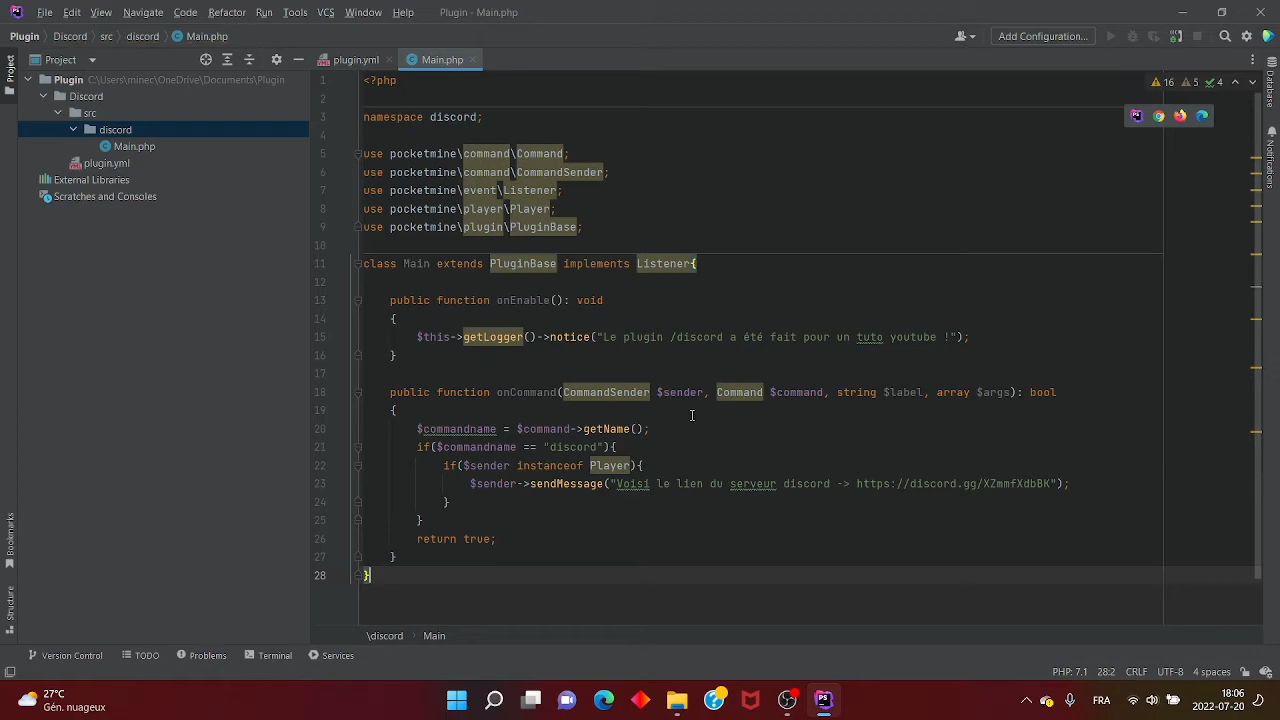 File Edit View Navigate Code Refactor Run Tools VCS Window Help Plugin - Main.php
Plugin Discord src discord Main.php Add Configuration...
Project plugin.yml Main.php
Project
Plugin C:\Users\minec\OneDrive\Documents\Plugin
Discord
src
discord
Main.php
plugin.yml
External Libraries
Scratches and Consoles
Bookmarks
Structure
16 5 4
1 <?php
2
3 namespace discord;
4
5 use pocketmine\command\Command;
6 use pocketmine\command\CommandSender;
7 use pocketmine\event\Listener;
8 use pocketmine\player\Player;
9 use pocketmine\plugin\PluginBase;
10
11 class Main extends PluginBase implements Listener{
12
13 public function onEnable(): void
14 {
15 $this->getLogger()->notice("Le plugin /discord a été fait pour un tuto youtube !");
16 }
17
18 public function onCommand(CommandSender $sender, Command $command, string $label, array $args): bool
19 {
20 $commandname = $command->getName();
21 if($commandname == "discord"){
22 if($sender instanceof Player){
23 $sender->sendMessage("Voisi le lien du serveur discord -> https://discord.gg/XZmmfXdbBK");
24 }
25 }
26 return true;
27 }
28 }
Database
Notifications
\discord Main
Version Control TODO Problems Terminal Services
PHP: 7.1 28:2 CRLF UTF-8 4 spaces
27°C
Gén. nuageux
FRA
18:06
2022-07-20